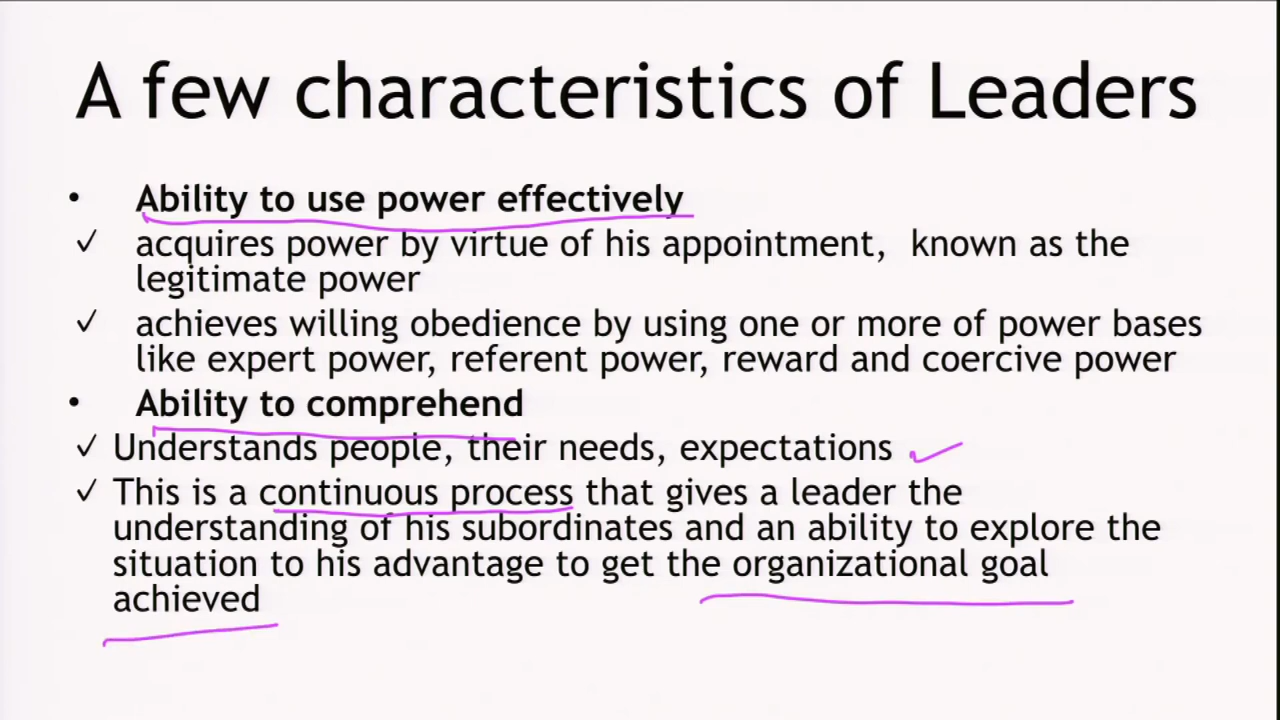 A few characteristics of Leaders
• Ability to use power effectively
✓ acquires power by virtue of his appointment, known as the
legitimate power
✓ achieves willing obedience by using one or more of power bases
like expert power, referent power, reward and coercive power
• Ability to comprehend
✓ Understands people, their needs, expectations ✓
✓ This is a continuous process that gives a leader the
understanding of his subordinates and an ability to explore the
situation to his advantage to get the organizational goal
achieved